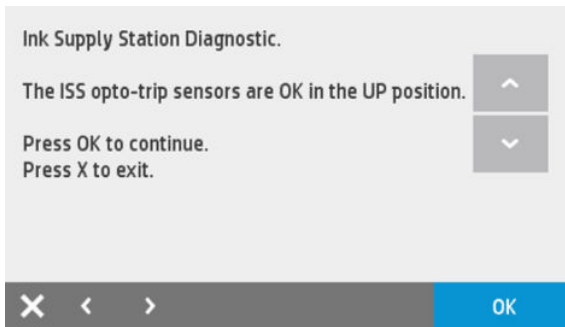 Ink Supply Station Diagnostic.
The ISS opto-trip sensors are OK in the UP position.
Press OK to continue.
Press X to exit.
OK